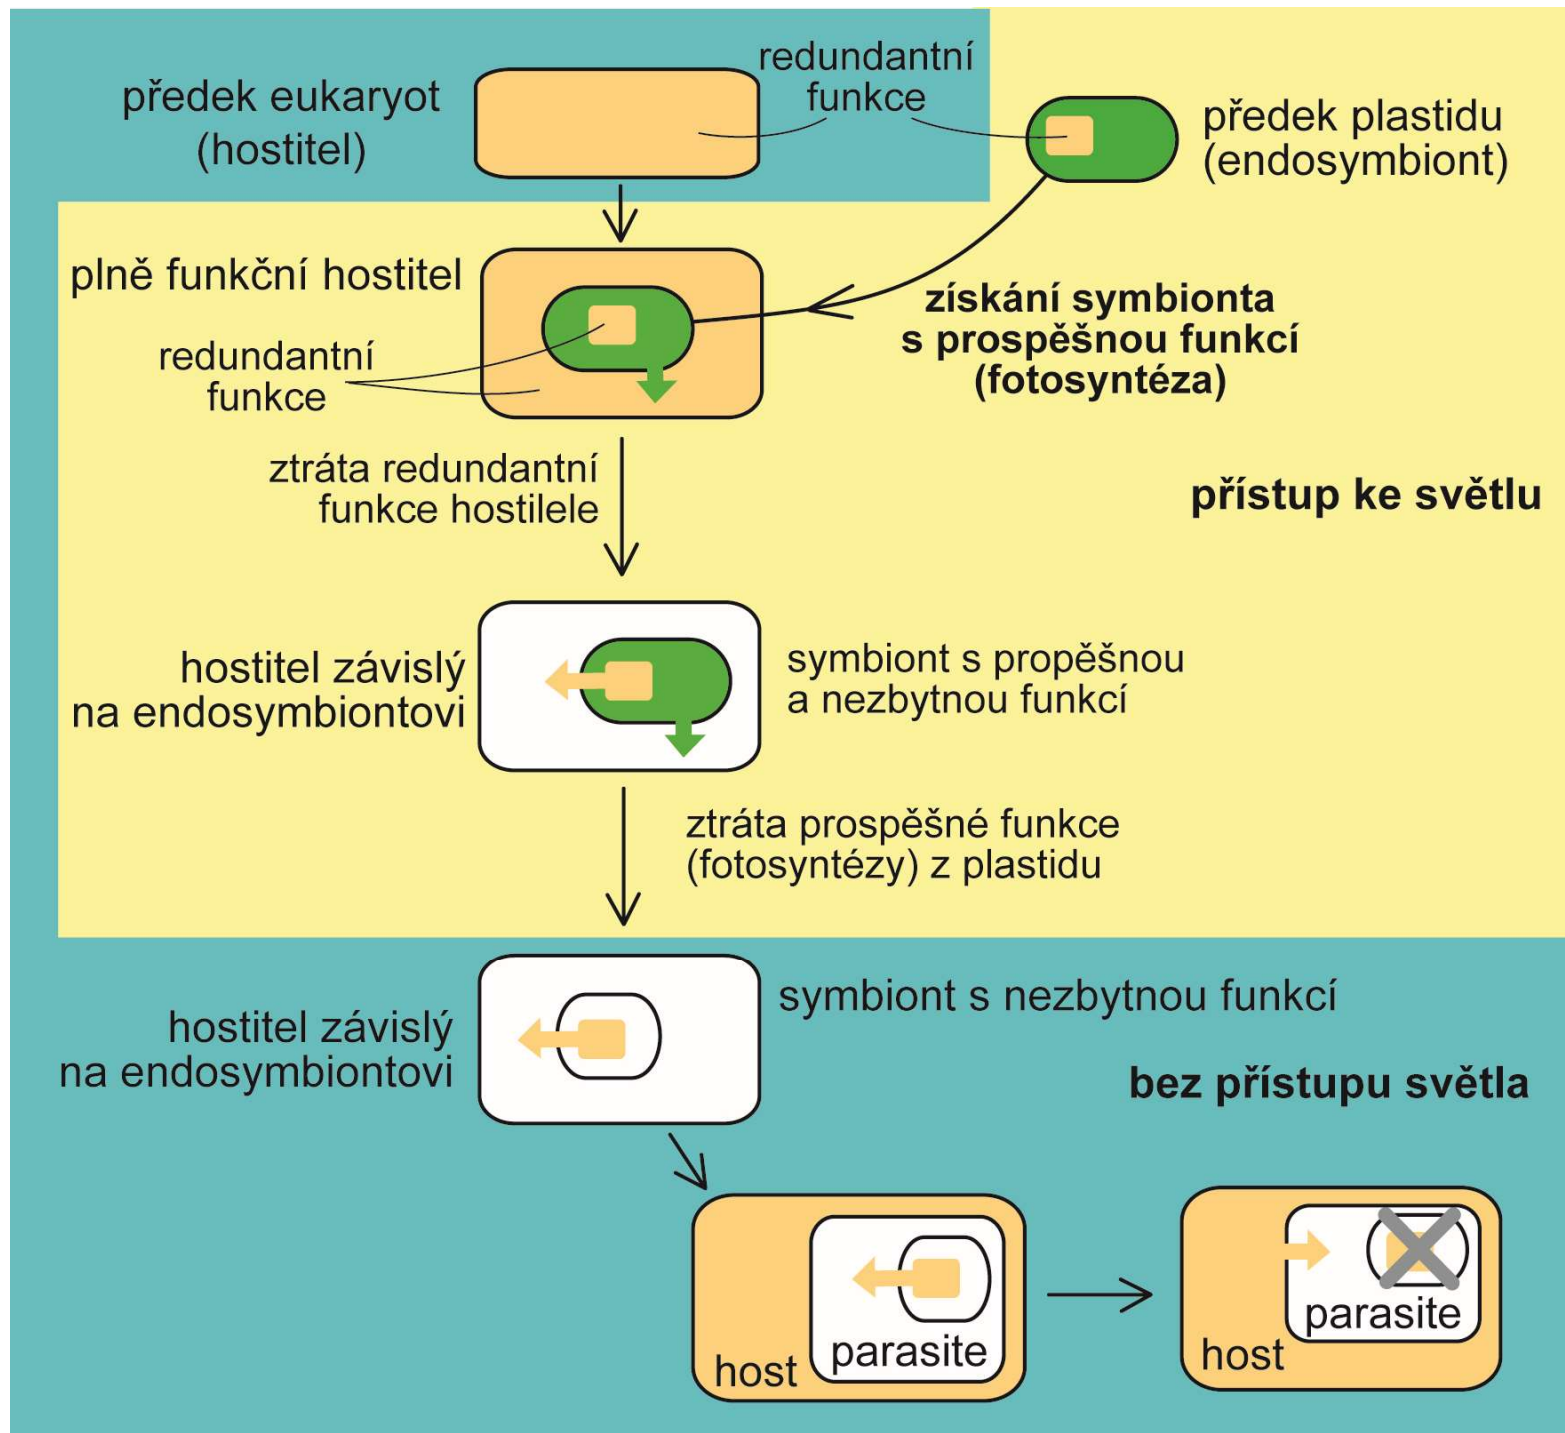 předek eukaryot
(hostitel)
redundantní
funkce
předek plastidu
(endosymbiont)
plně funkční hostitel
redundantní
funkce
získání symbionta
s prospěšnou funkcí
(fotosyntéza)
ztráta redundantní
funkce hostilele
přístup ke světlu
hostitel závislý
na endosymbiontovi
symbiont s propěšnou
a nezbytnou funkcí
ztráta prospěšné funkce
(fotosyntézy) z plastidu
hostitel závislý
na endosymbiontovi
symbiont s nezbytnou funkcí
bez přístupu světla
parasite
host
parasite
host